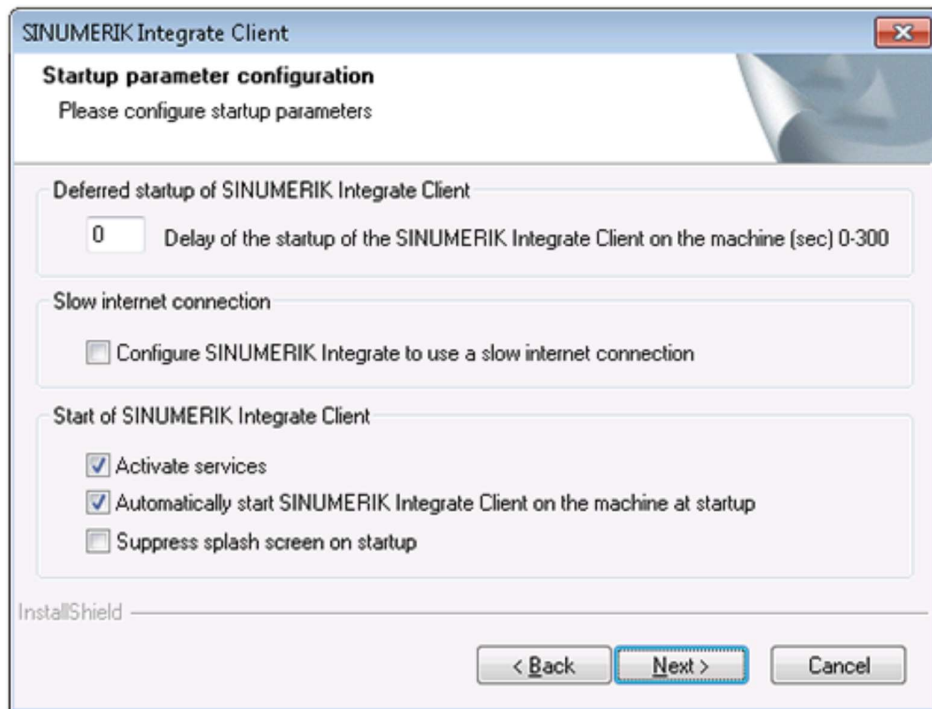 SINUMERIK Integrate Client
Startup parameter configuration
Please configure startup parameters
Deferred startup of SINUMERIK Integrate Client
0 Delay of the startup of the SINUMERIK Integrate Client on the machine (sec) 0-300
Slow internet connection
Configure SINUMERIK Integrate to use a slow internet connection
Start of SINUMERIK Integrate Client
Activate services
Automatically start SINUMERIK Integrate Client on the machine at startup
Suppress splash screen on startup
InstallShield
< Back Next > Cancel